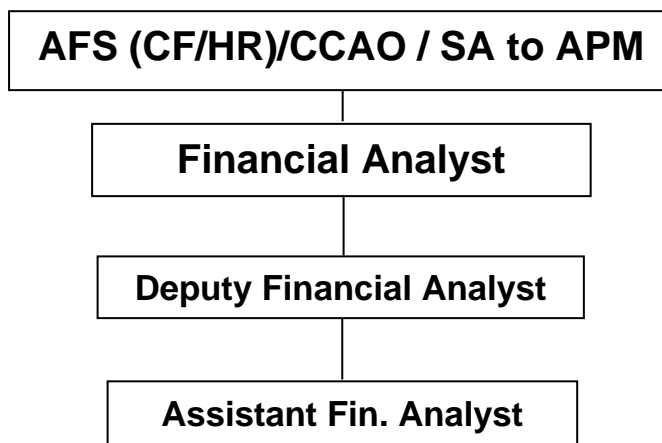 AFS (CF/HR)/CCAO / SA to APM
Financial Analyst
Deputy Financial Analyst
Assistant Fin. Analyst